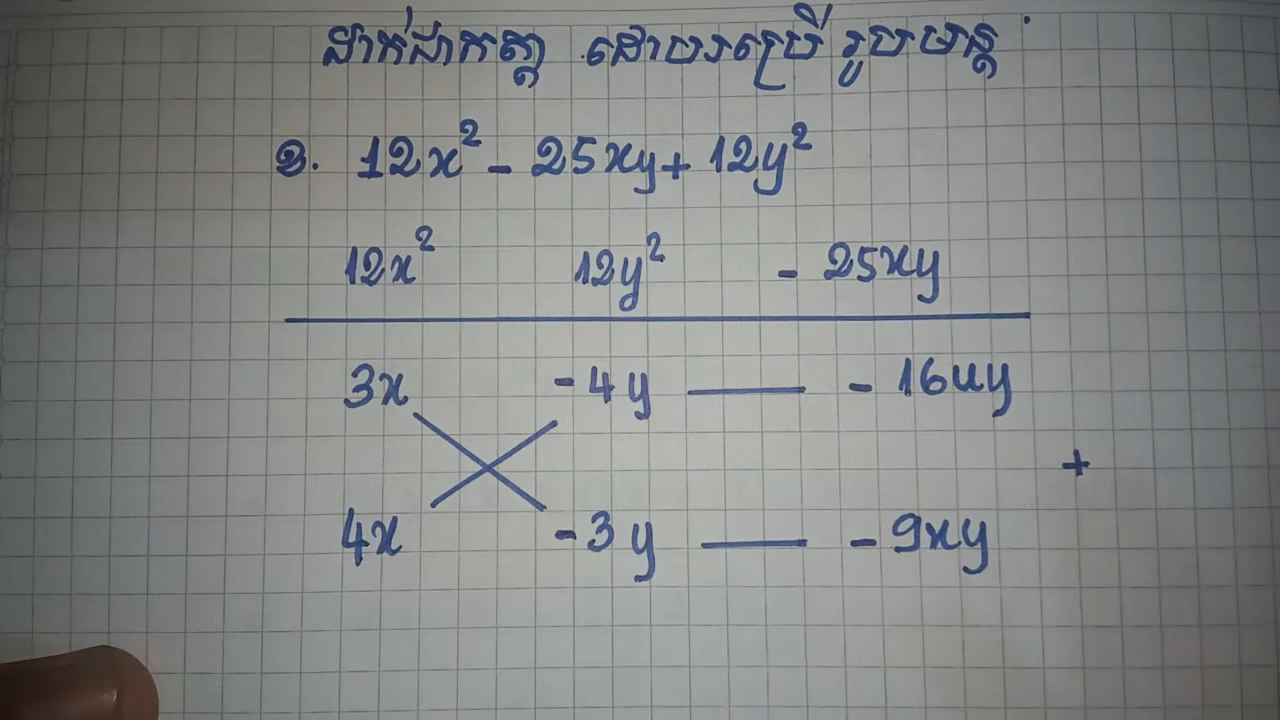 ដាក់ជាកត្តា ដោយប្រើ រូបមន្ត
១. 12x² - 25xy + 12y²
12x² 12y² - 25xy
3x - 4y — - 16xy
+
4x - 3y — - 9xy